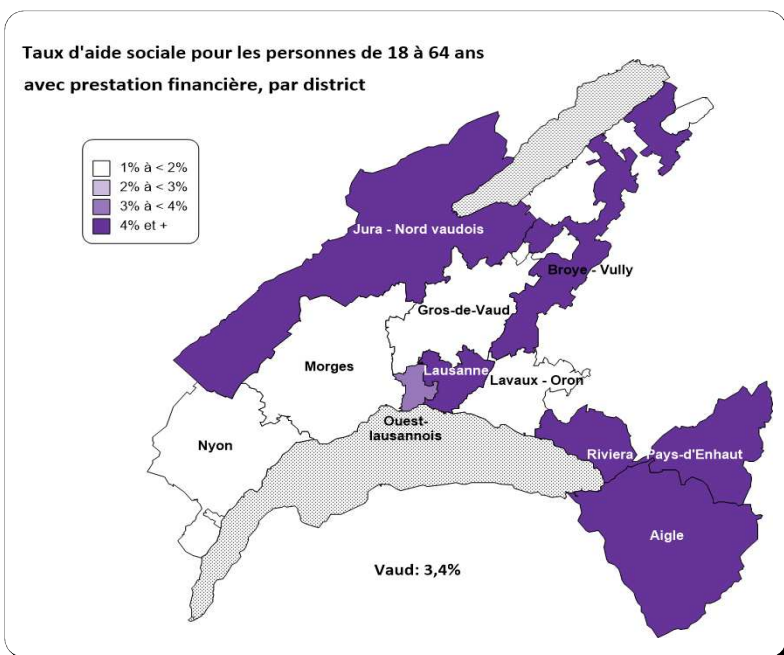 Taux d'aide sociale pour les personnes de 18 à 64 ans
avec prestation financière, par district
1% à < 2%
2% à < 3%
3% à < 4%
4% et +
Jura - Nord vaudois
Broye - Vully
Gros-de-Vaud
Morges
Lausanne
Lavaux - Oron
Nyon
Ouest-
lausannois
Riviera
Pays-d'Enhaut
Aigle
Vaud: 3,4%